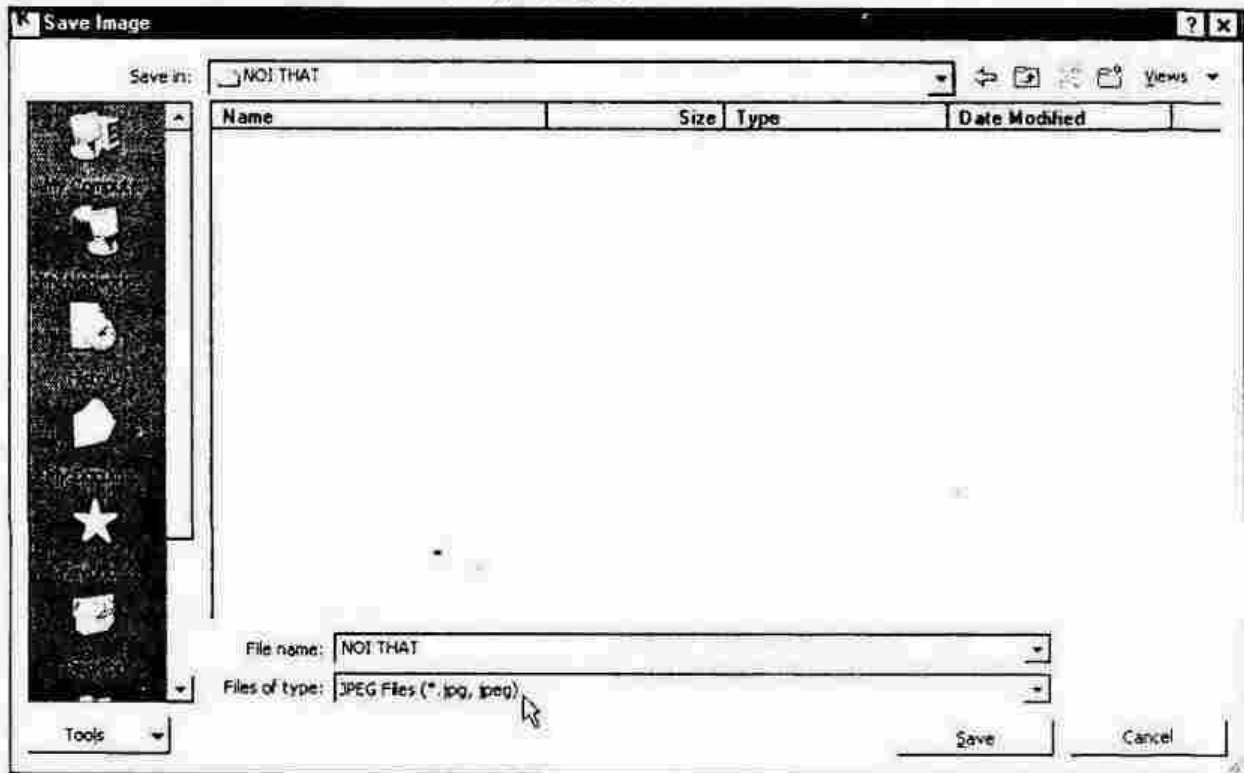 Save Image
Save in: NOI THAT
Views
Name Size Type Date Modified
File name: NOI THAT
Files of type: JPEG Files (*.jpg, jpeg)
Tools
Save
Cancel